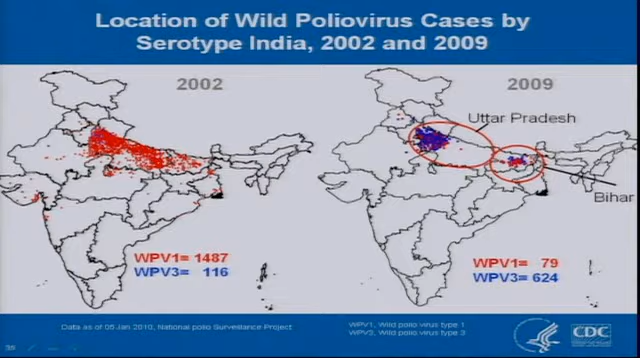 Location of Wild Poliovirus Cases by
Serotype India, 2002 and 2009
2002
2009
Uttar Pradesh
Bihar
WPV1= 1487
WPV3= 116
WPV1= 79
WPV3= 624
Data as of 05 Jan 2010, National polio Surveillance Project
WPV1, Wild polio virus type 1
WPV3, Wild polio virus type 3
CDC